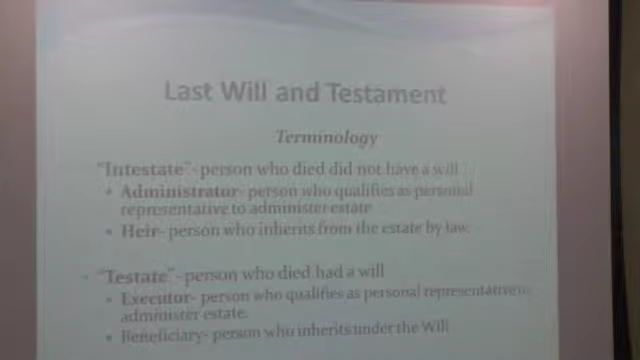 Last Will and Testament
Terminology
"Intestate"- person who died did not have a will
• Administrator- person who qualifies as personal
representative to administer estate
• Heir- person who inherits from the estate by law.
• "Testate"- person who died had a will
• Executor- person who qualifies as personal representative to
administer estate.
• Beneficiary- person who inherits under the Will